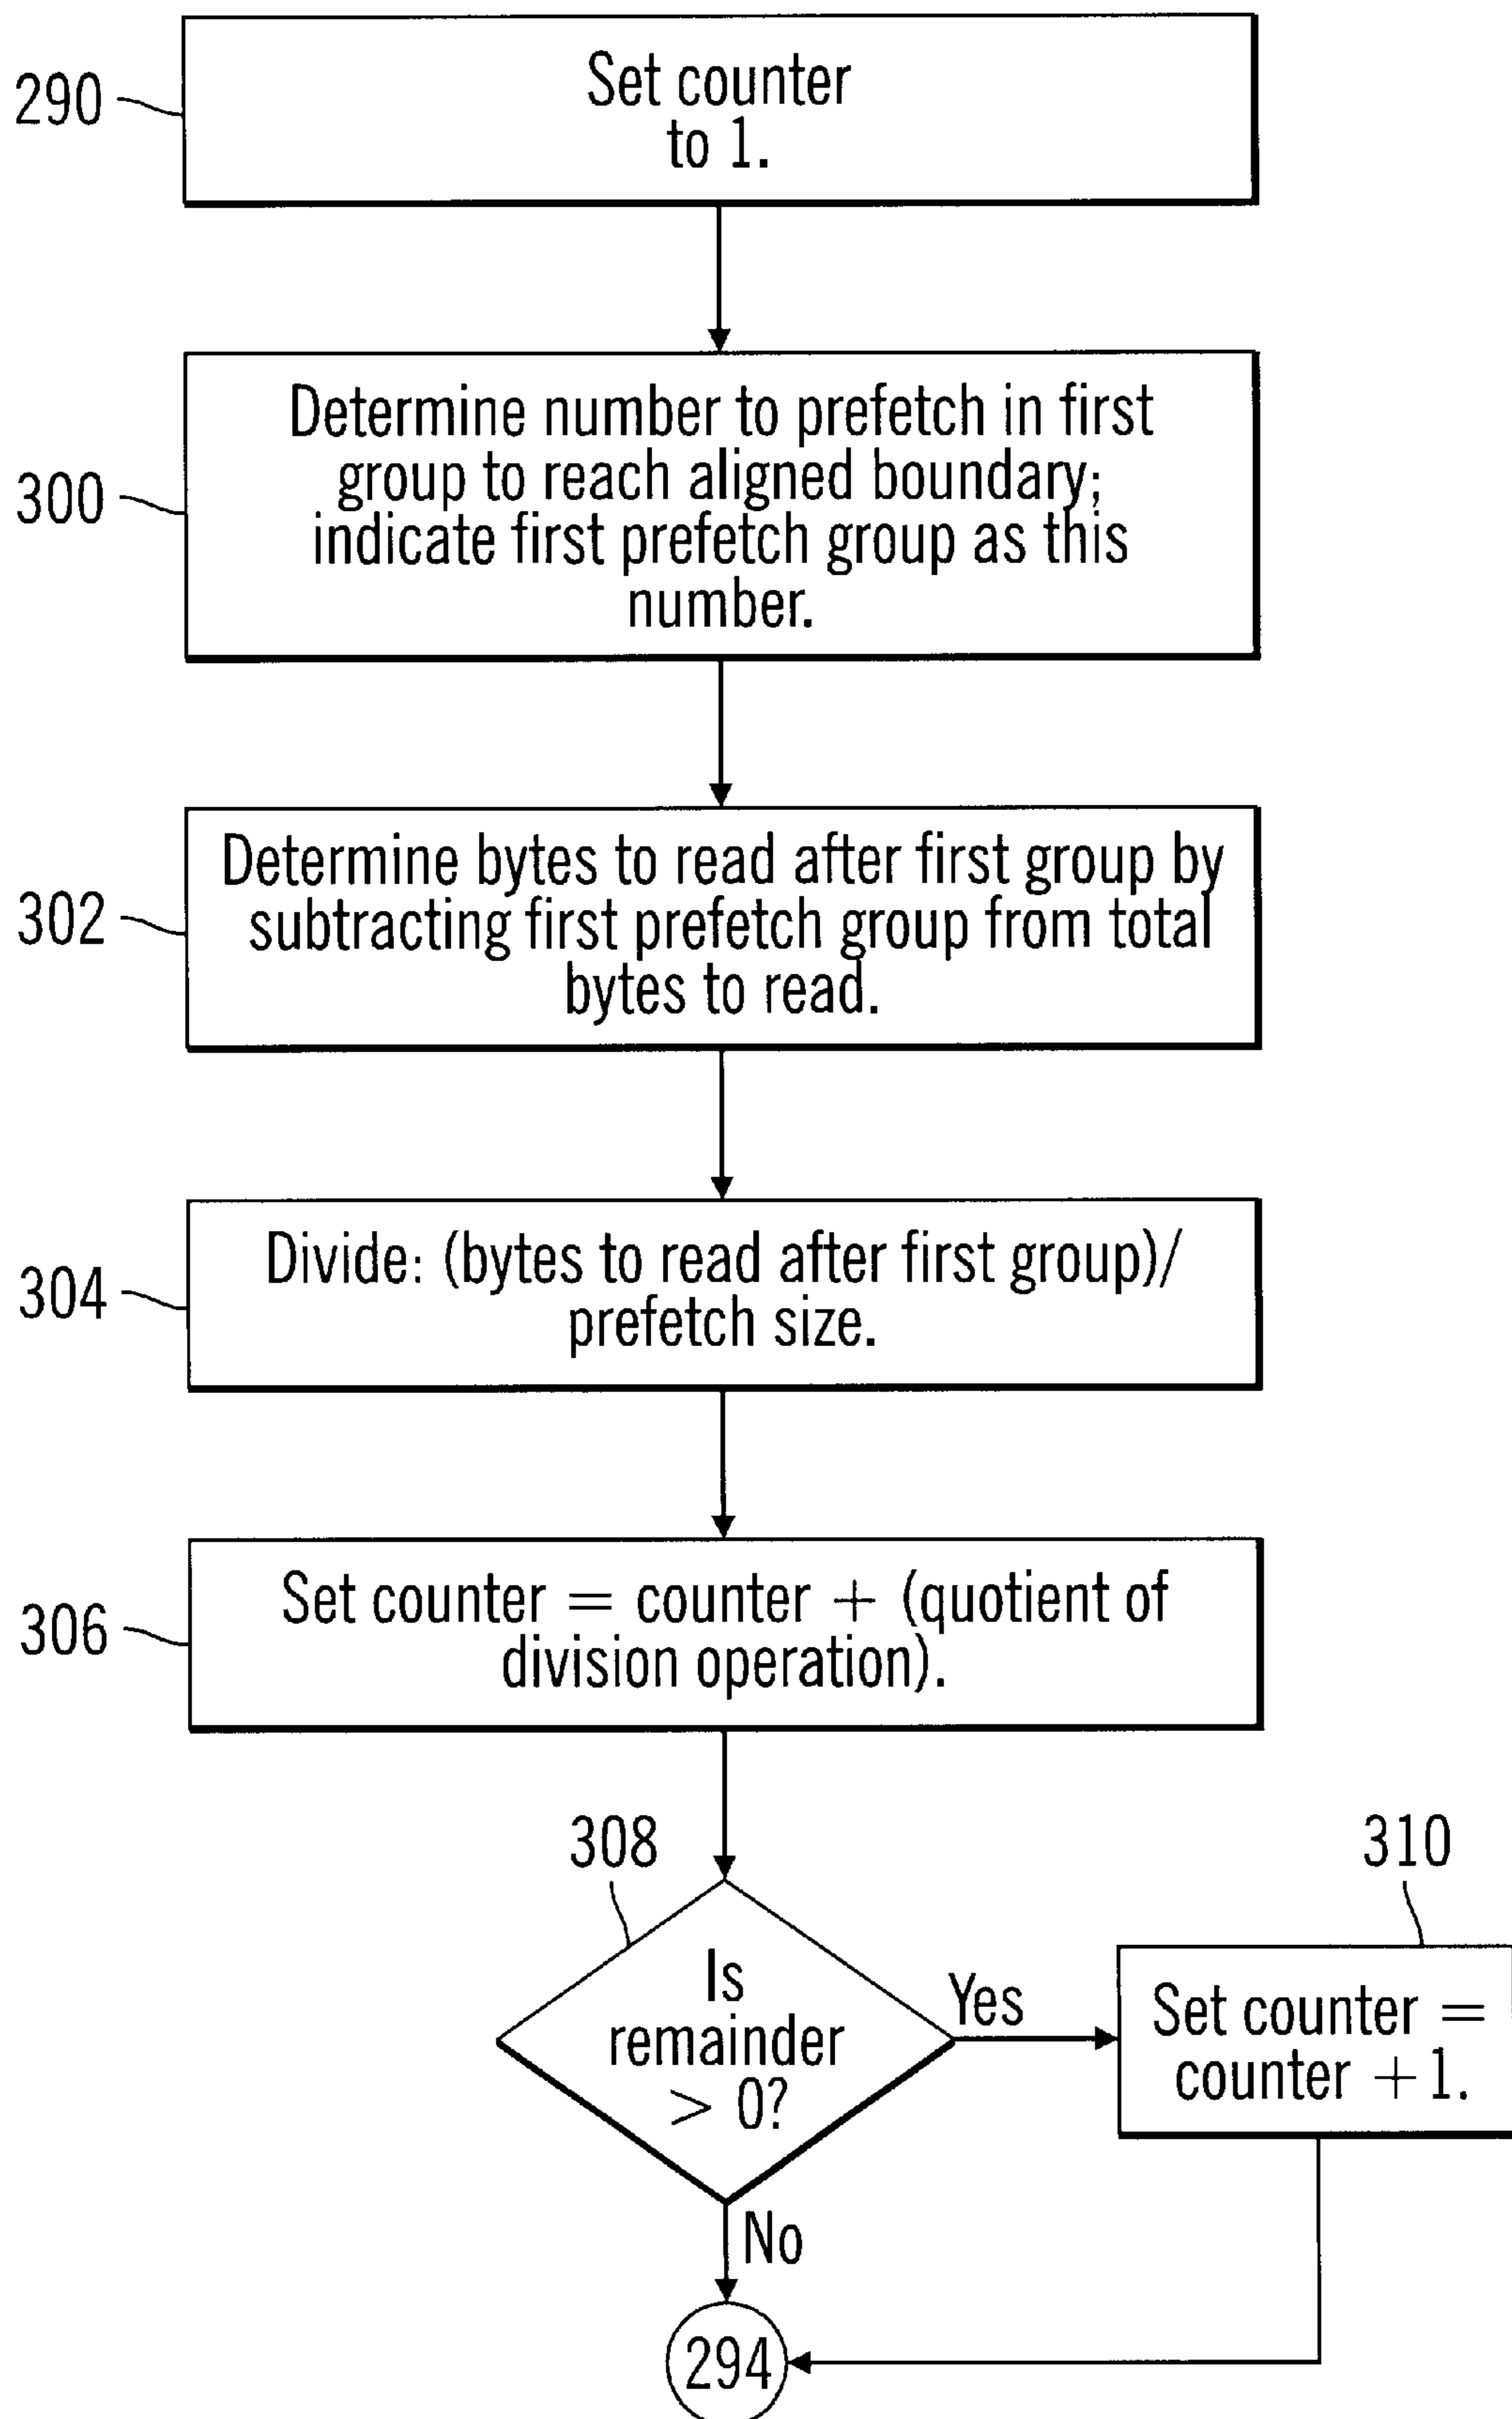 290
Set counter
to 1.
300
Determine number to prefetch in first
group to reach aligned boundary;
indicate first prefetch group as this
number.
302
Determine bytes to read after first group by
subtracting first prefetch group from total
bytes to read.
304
Divide: (bytes to read after first group)/
prefetch size.
306
Set counter = counter + (quotient of
division operation).
308
310
Is
remainder
> 0?
Yes
Set counter =
counter +1.
No
294